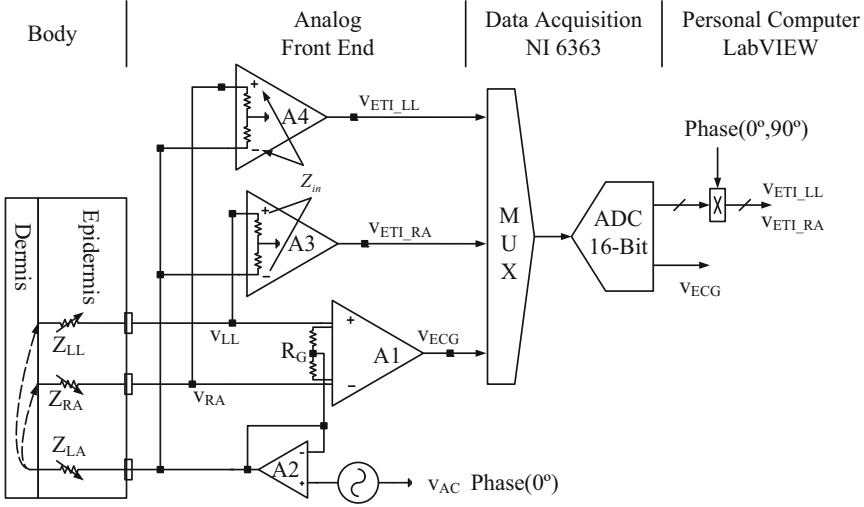 Body
Analog
Front End
Data Acquisition
NI 6363
Personal Computer
LabVIEW
A4
+
−
vETI_LL
Zin
A3
+
−
vETI_RA
Phase(0º,90º)
MUX
ADC
16-Bit
X
vETI_LL
vETI_RA
vECG
Dermis
Epidermis
ZLL
ZRA
ZLA
vLL
vRA
RG
+
−
A1
vECG
A2
-
+
vAC Phase(0º)